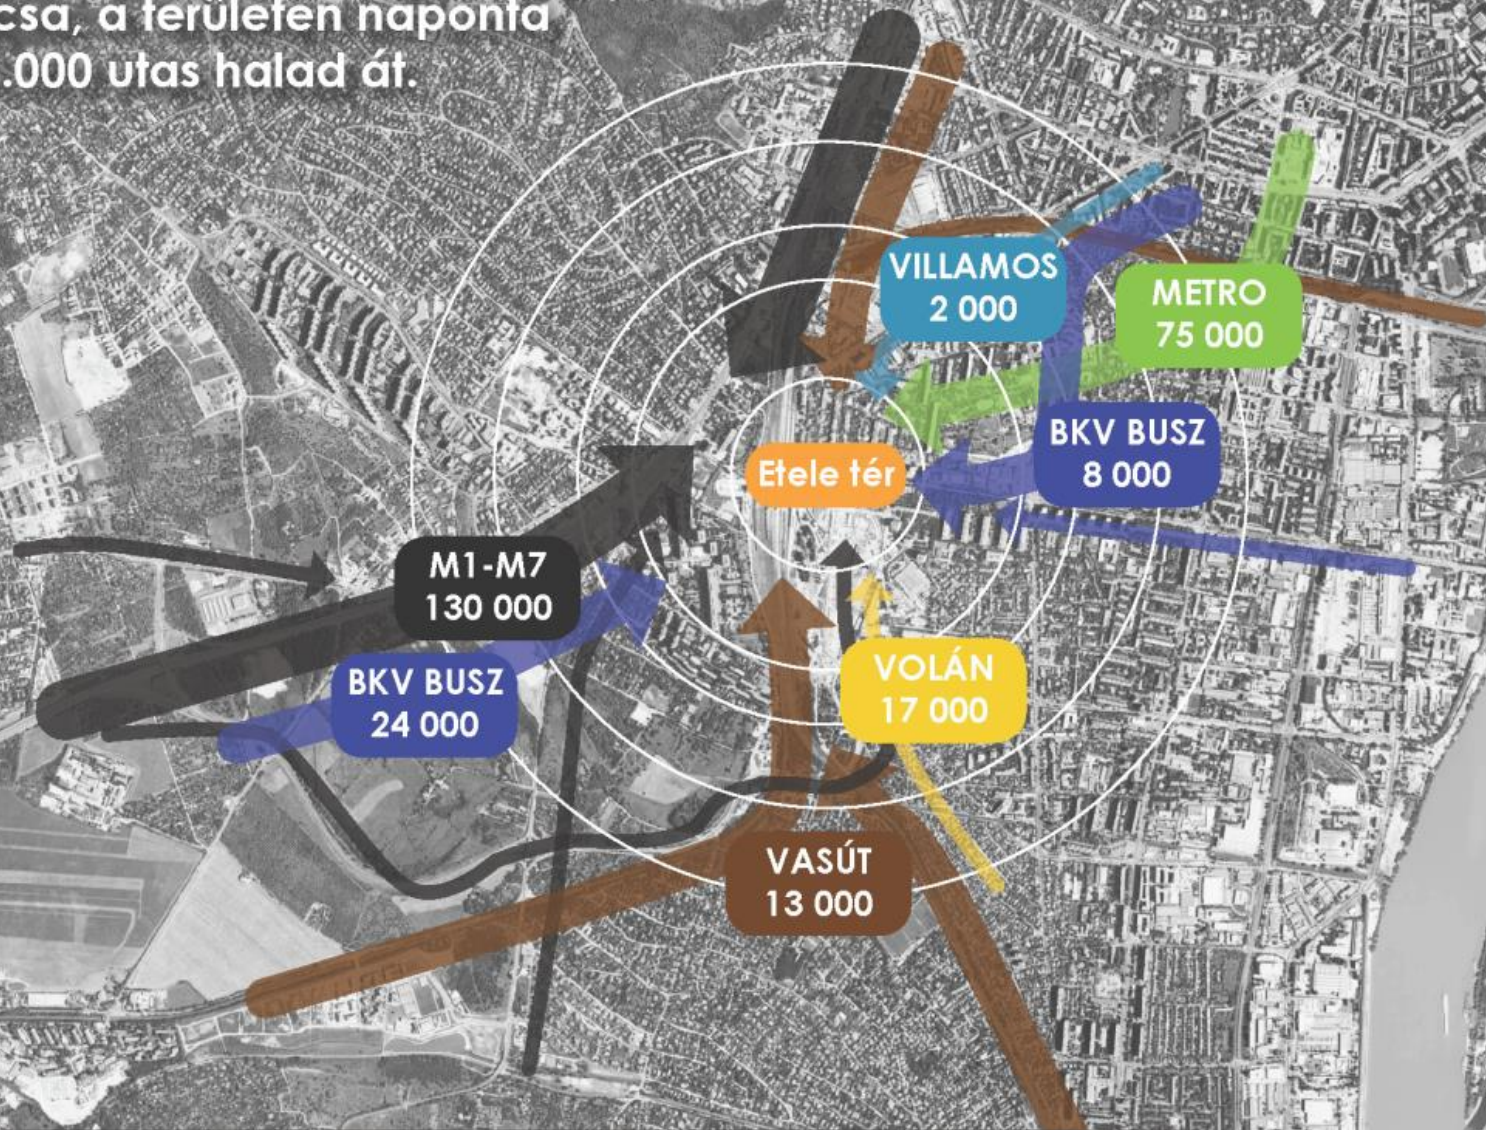 csa, a területen naponta
.000 utas halad át.
VILLAMOS
2 000
METRO
75 000
BKV BUSZ
8 000
Etele tér
M1-M7
130 000
BKV BUSZ
24 000
VOLÁN
17 000
VASÚT
13 000